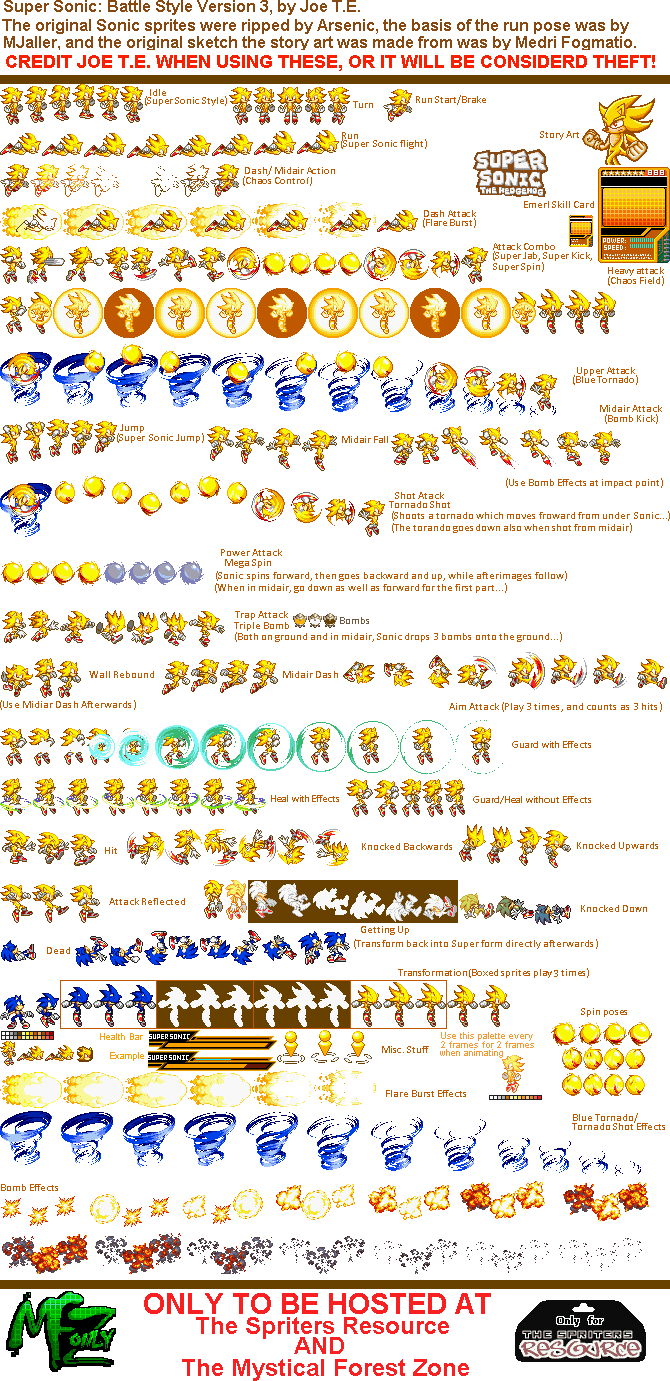 Super Sonic: Battle Style Version 3, by Joe T.E.
The original Sonic sprites were ripped by Arsenic, the basis of the run pose was by
MJaller, and the original sketch the story art was made from was by Medri Fogmatio.
CREDIT JOE T.E. WHEN USING THESE, OR IT WILL BE CONSIDERD THEFT!
Idle
(Super Sonic Style)
Turn
Run Start/Brake
Run
(Super Sonic flight)
Story Art
Dash/ Midair Action
(Chaos Control)
SUPER
SONIC
THE HEDGEHOG
Emerl Skill Card
888
POWER:
SPEED:
Dash Attack
(Flare Burst)
Attack Combo
(Super Jab, Super Kick,
Super Spin)
Heavy attack
(Chaos Field)
Upper Attack
(Blue Tornado)
Midair Attack
(Bomb Kick)
Jump
(Super Sonic Jump)
Midair Fall
(Use Bomb Effects at impact point)
Shot Attack
Tornado Shot
(Shoots a tornado which moves froward from under Sonic...)
(The torando goes down also when shot from midair)
Power Attack
Mega Spin
(Sonic spins forward, then goes backward and up, while afterimages follow)
(When in midair, go down as well as forward for the first part...)
Trap Attack
Triple Bomb
Bombs
(Both on ground and in midair, Sonic drops 3 bombs onto the ground...)
Wall Rebound
Midair Dash
(Use Midiar Dash Afterwards)
Aim Attack (Play 3 times, and counts as 3 hits)
Guard with Effects
Heal with Effects
Guard/Heal without Effects
Hit
Knocked Backwards
Knocked Upwards
Attack Reflected
Knocked Down
Getting Up
(Transform back into Super form directly afterwards)
Dead
Transformation(Boxed sprites play 3 times)
Health Bar
SUPER SONIC
Example
SUPER SONIC
Misc. Stuff
Use this palette every
2 frames for 2 frames
when animating
Spin poses
Flare Burst Effects
Blue Tornado/
Tornado Shot Effects
Bomb Effects
MFZ
ONLY
ONLY TO BE HOSTED AT
The Spriters Resource
AND
The Mystical Forest Zone
Only for
THE SPRITERS
RESOURCE